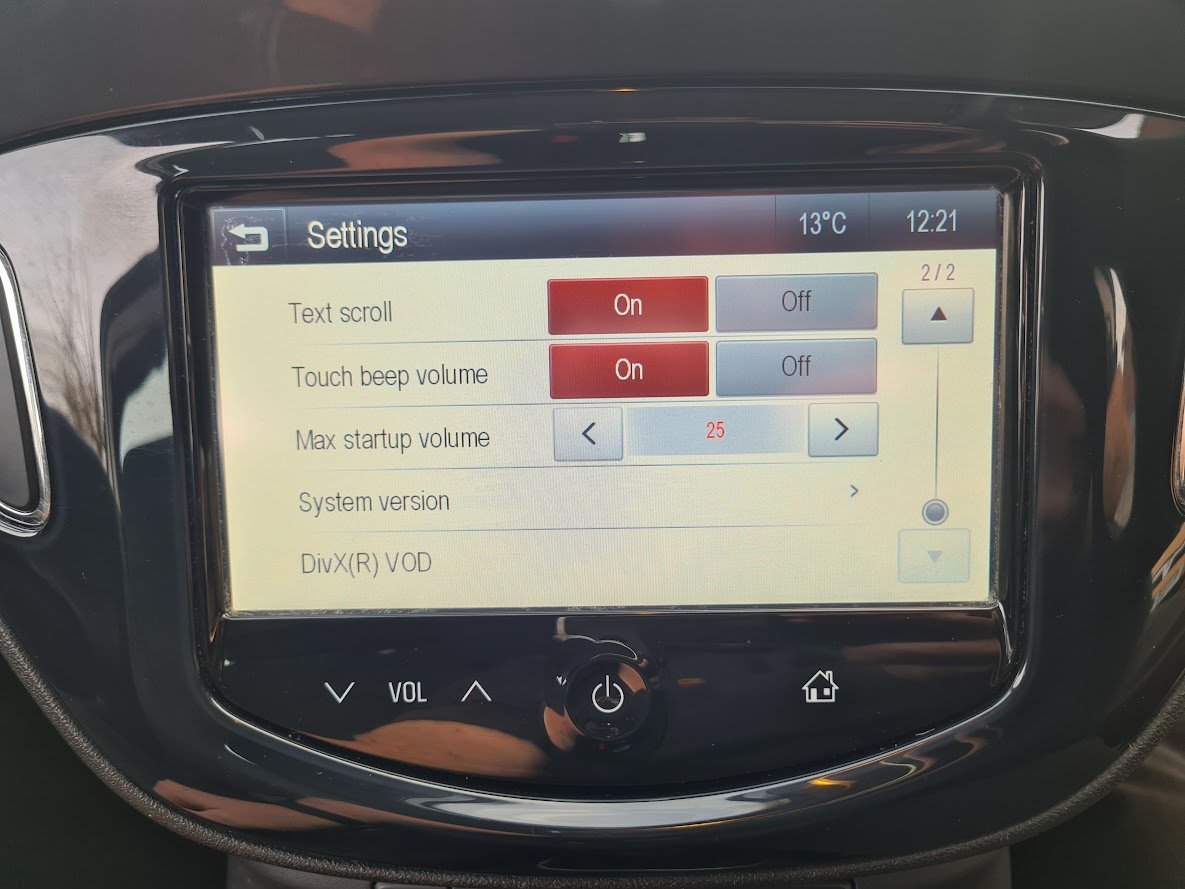 Settings 13°C 12:21
2/2
Text scroll On Off
Touch beep volume On Off
Max startup volume < 25 >
System version >
DivX(R) VOD
VOL